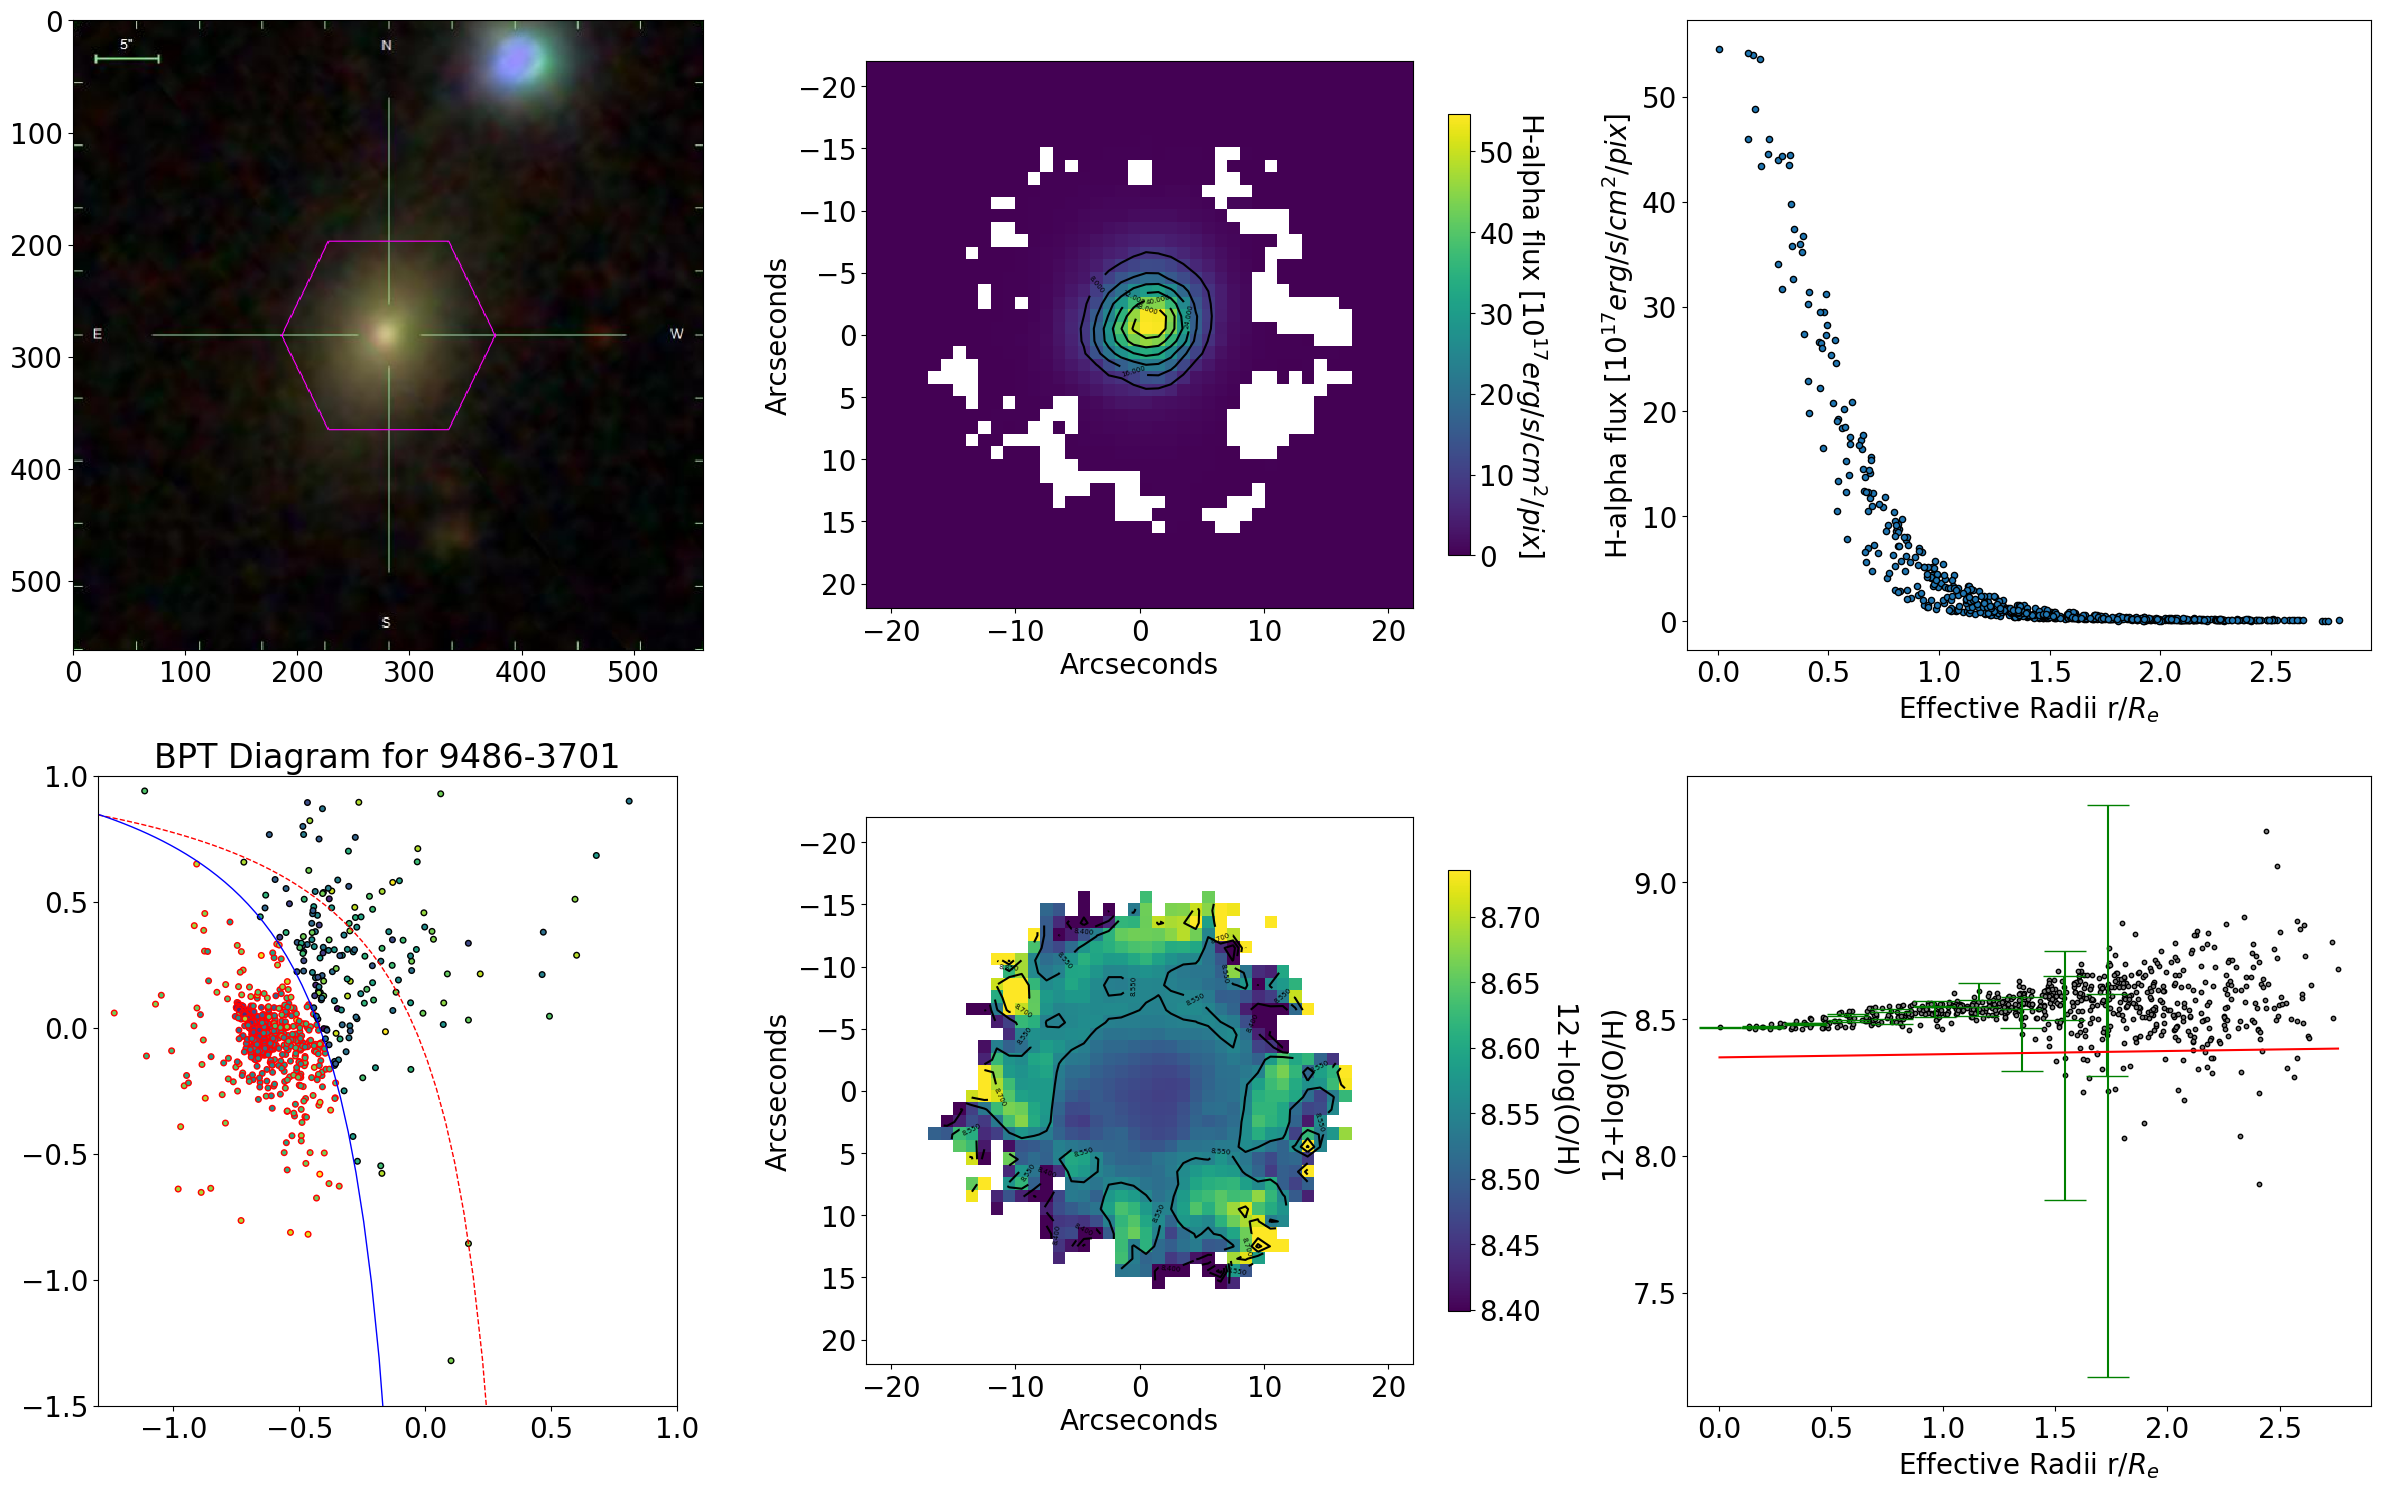 0
100
200
300
400
500
0 100 200 300 400 500
5"
N
E
W
S
−20
−15
−10
−5
0
5
10
15
20
−20 −10 0 10 20
Arcseconds
Arcseconds
50
40
30
20
10
0
H-alpha flux [10^17 erg/s/cm^2/pix]
H-alpha flux [10^17 erg/s/cm^2/pix]
50
40
30
20
10
0
0.0 0.5 1.0 1.5 2.0 2.5
Effective Radii r/R_e
BPT Diagram for 9486-3701
1.0
0.5
0.0
−0.5
−1.0
−1.5
−1.0 −0.5 0.0 0.5 1.0
−20
−15
−10
−5
0
5
10
15
20
−20 −10 0 10 20
Arcseconds
Arcseconds
8.70
8.65
8.60
8.55
8.50
8.45
8.40
12+log(O/H)
12+log(O/H)
9.0
8.5
8.0
7.5
0.0 0.5 1.0 1.5 2.0 2.5
Effective Radii r/R_e